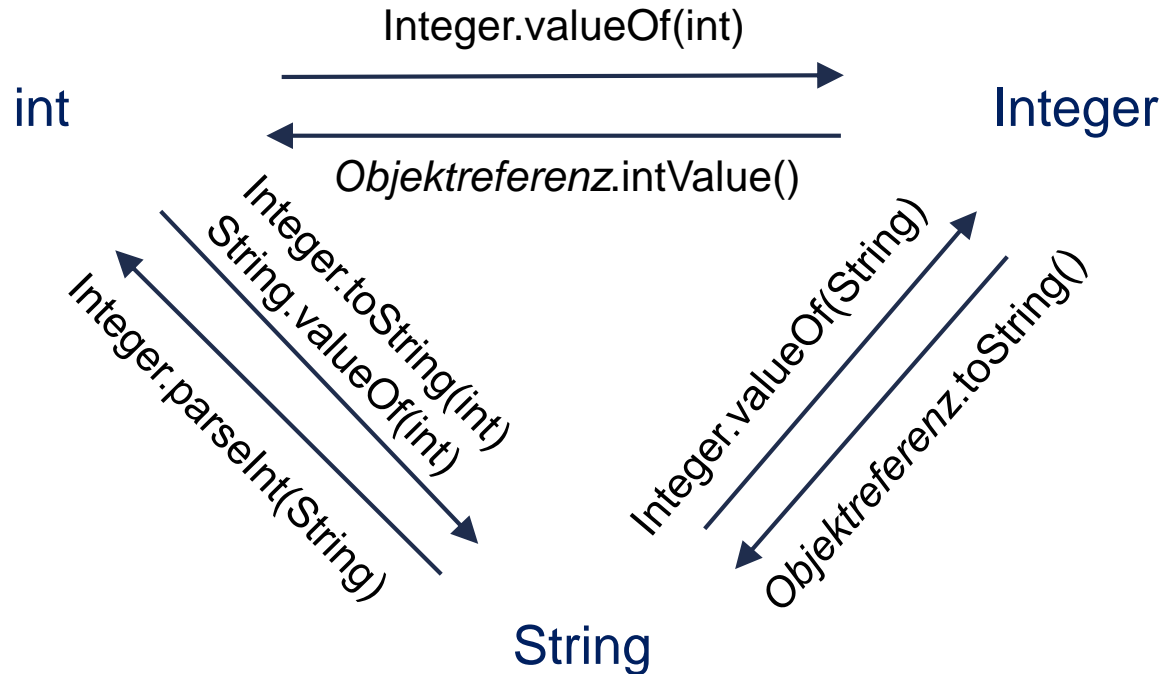 Integer.valueOf(int)
int
Integer
Objektreferenz.intValue()
Integer.toString(int)
String.valueOf(int)
Integer.parseInt(String)
Integer.valueOf(String)
Objektreferenz.toString()
String